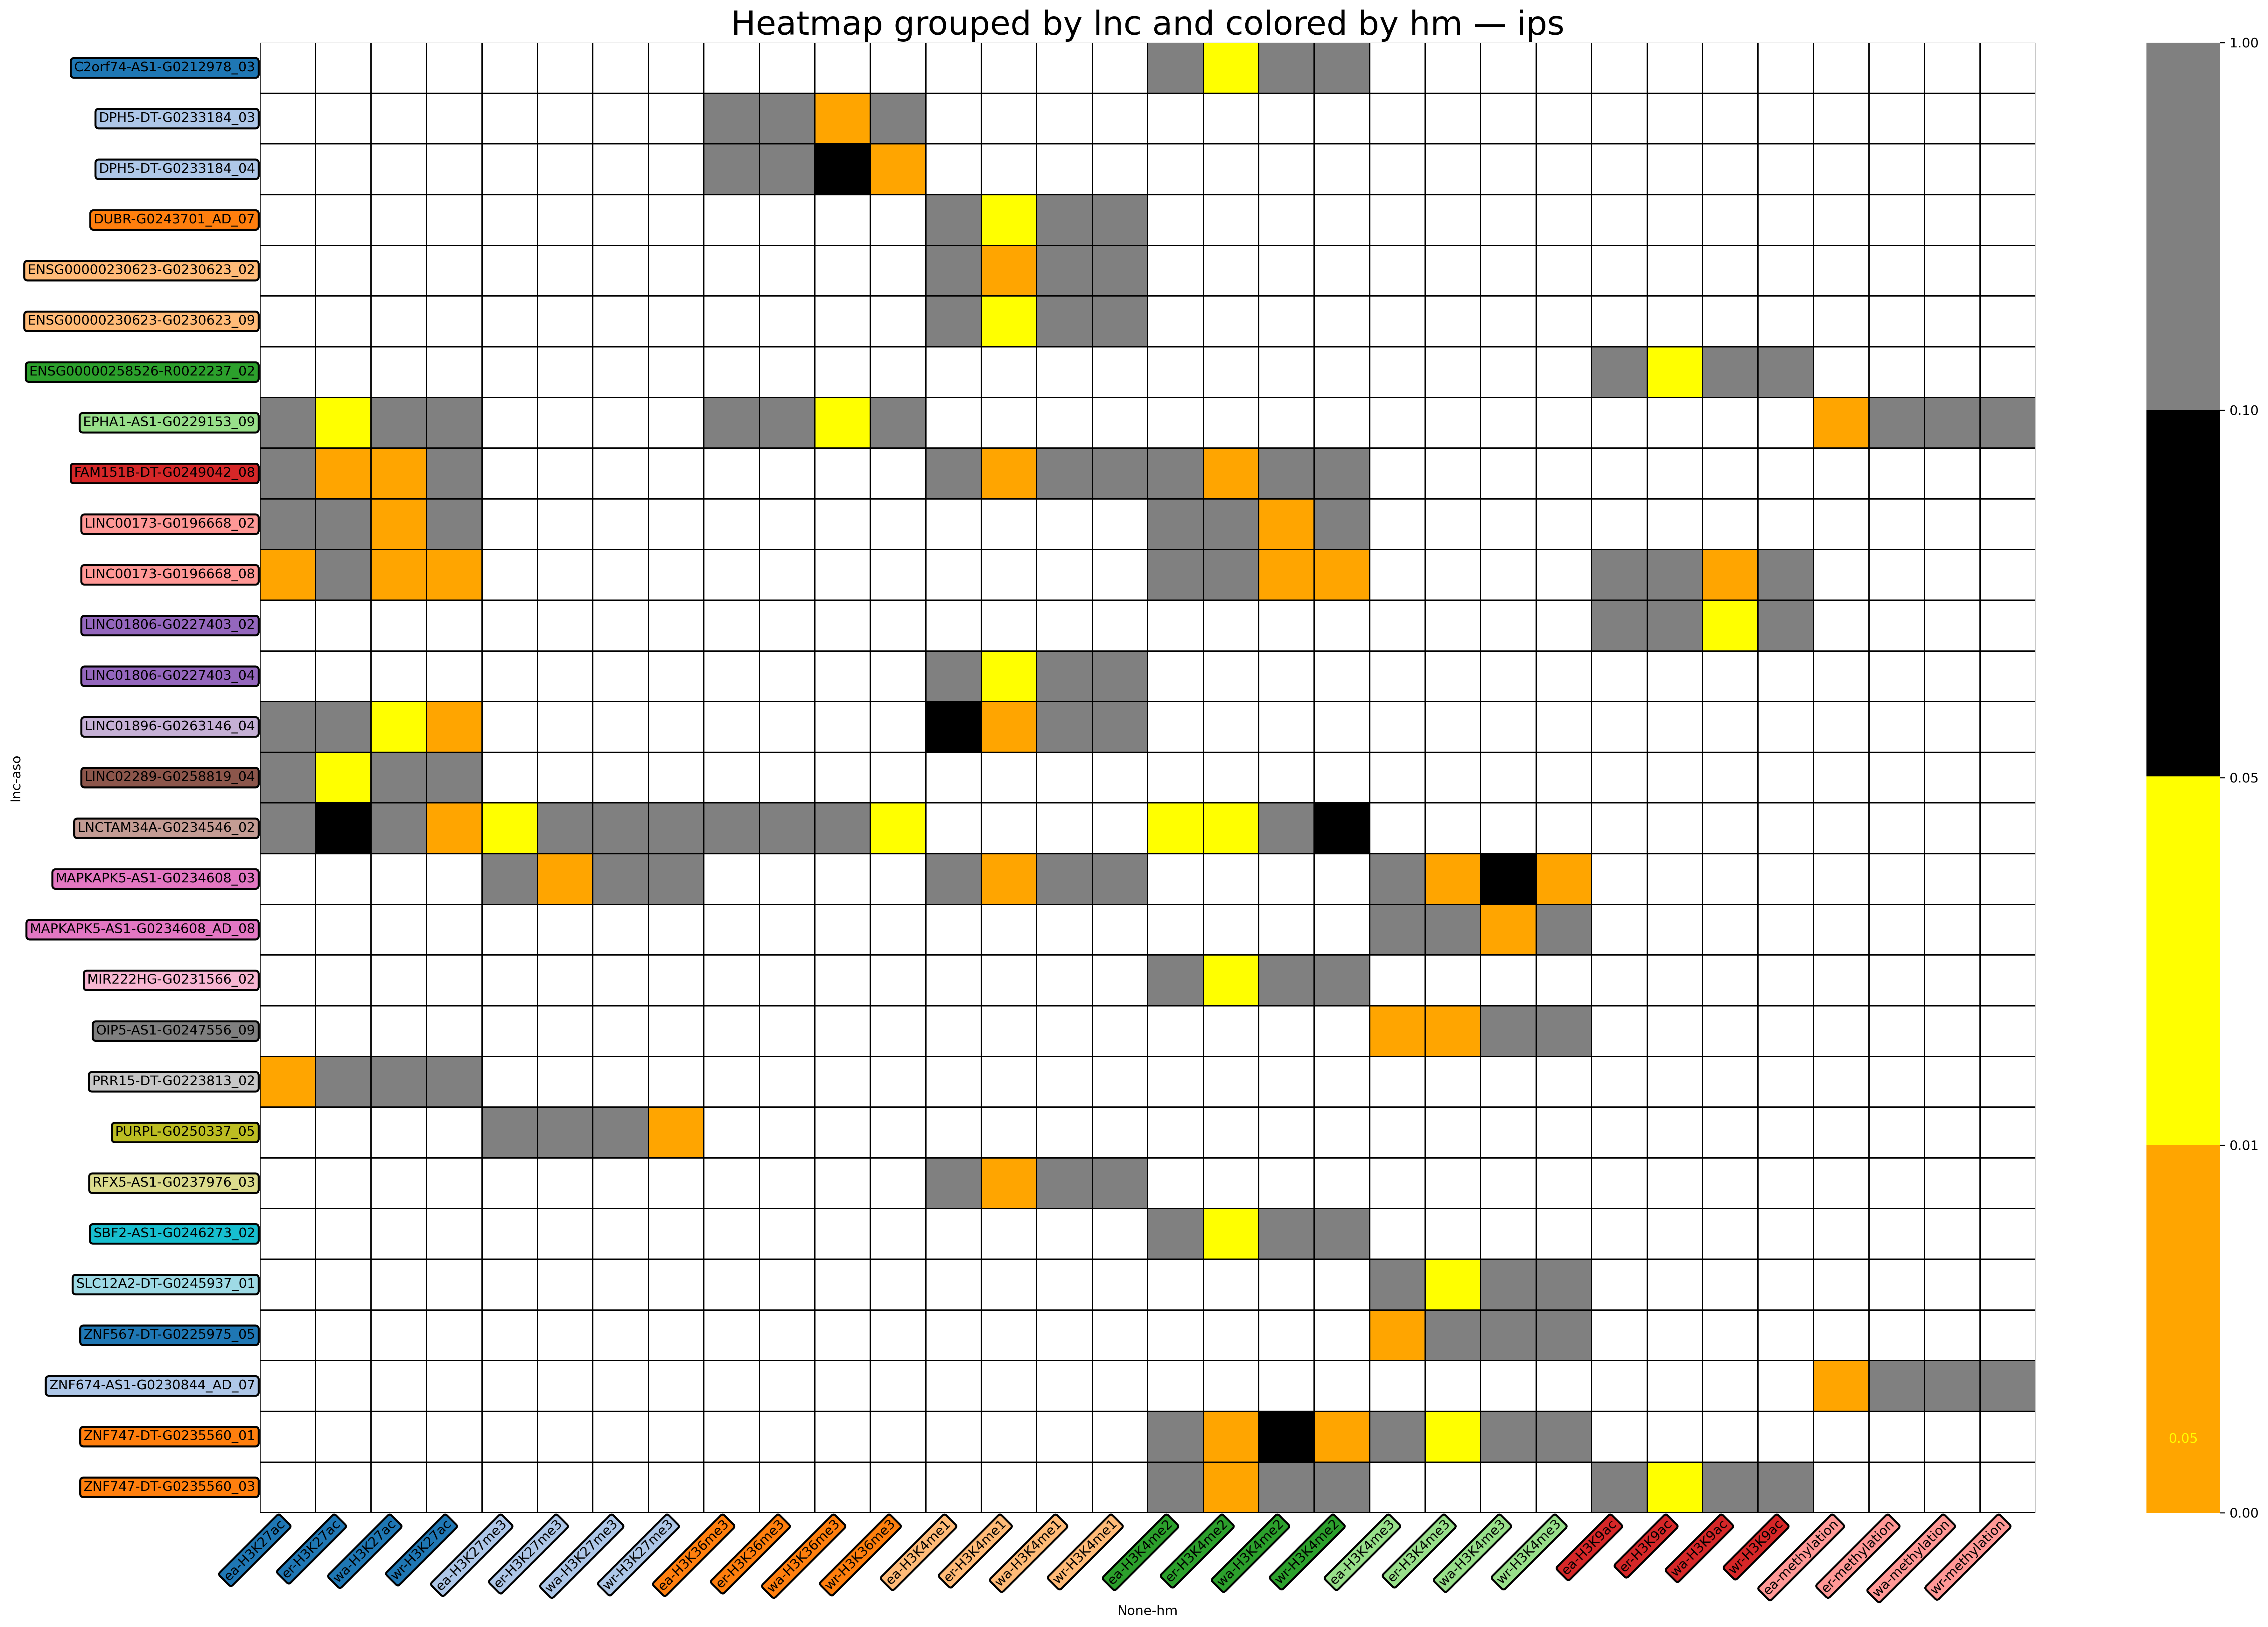 Heatmap grouped by lnc and colored by hm — ips
C2orf74-AS1-G0212978_03
DPH5-DT-G0233184_03
DPH5-DT-G0233184_04
DUBR-G0243701_AD_07
ENSG00000230623-G0230623_02
ENSG00000230623-G0230623_09
ENSG00000258526-R0022237_02
EPHA1-AS1-G0229153_09
FAM151B-DT-G0249042_08
LINC00173-G0196668_02
LINC00173-G0196668_08
LINC01806-G0227403_02
LINC01806-G0227403_04
LINC01896-G0263146_04
LINC02289-G0258819_04
LNCTAM34A-G0234546_02
MAPKAPK5-AS1-G0234608_03
MAPKAPK5-AS1-G0234608_AD_08
MIR222HG-G0231566_02
OIP5-AS1-G0247556_09
PRR15-DT-G0223813_02
PURPL-G0250337_05
RFX5-AS1-G0237976_03
SBF2-AS1-G0246273_02
SLC12A2-DT-G0245937_01
ZNF567-DT-G0225975_05
ZNF674-AS1-G0230844_AD_07
ZNF747-DT-G0235560_01
ZNF747-DT-G0235560_03
lnc-aso
ea-H3K27ac
er-H3K27ac
wa-H3K27ac
wr-H3K27ac
ea-H3K27me3
er-H3K27me3
wa-H3K27me3
wr-H3K27me3
ea-H3K36me3
er-H3K36me3
wa-H3K36me3
wr-H3K36me3
ea-H3K4me1
er-H3K4me1
wa-H3K4me1
wr-H3K4me1
ea-H3K4me2
er-H3K4me2
wa-H3K4me2
wr-H3K4me2
ea-H3K4me3
er-H3K4me3
wa-H3K4me3
wr-H3K4me3
ea-H3K9ac
er-H3K9ac
wa-H3K9ac
wr-H3K9ac
ea-methylation
er-methylation
wa-methylation
wr-methylation
None-hm
1.00
0.10
0.05
0.01
0.05
0.00